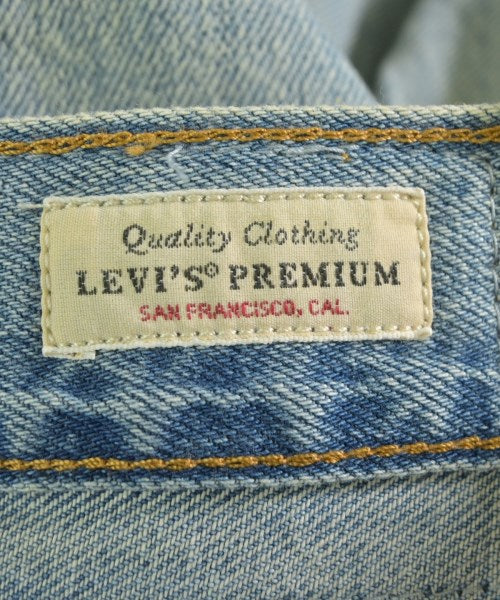 Quality Clothing
LEVI'S® PREMIUM
SAN FRANCISCO, CAL.